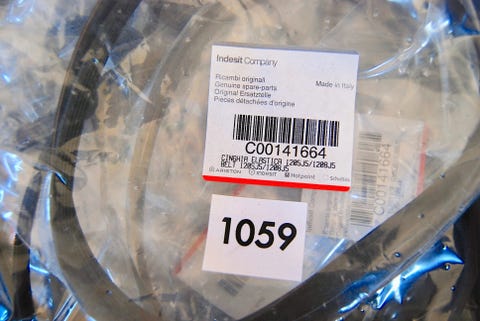 Indesit Company
Ricambi originali
Made in Italy
Genuine spare-parts
Original Ersatzteile
Pièces détachées d'origine
C00141664
CINGHIA ELASTICA 1205J5/1208J5
BELT 1205J5/1208J5
ARISTON INDESIT Hotpoint Scholtès
1059